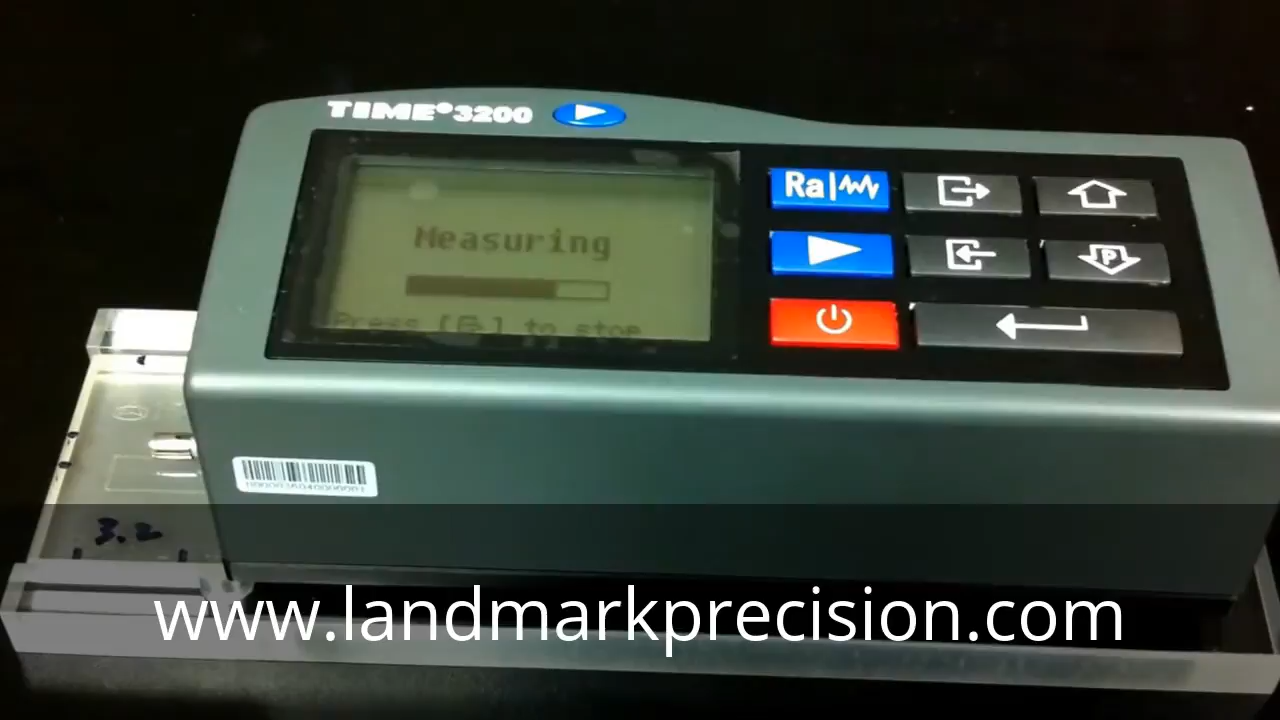 TIME®3200
Ra
Measuring
P
Press [ ] to stop
3.2
www.landmarkprecision.com